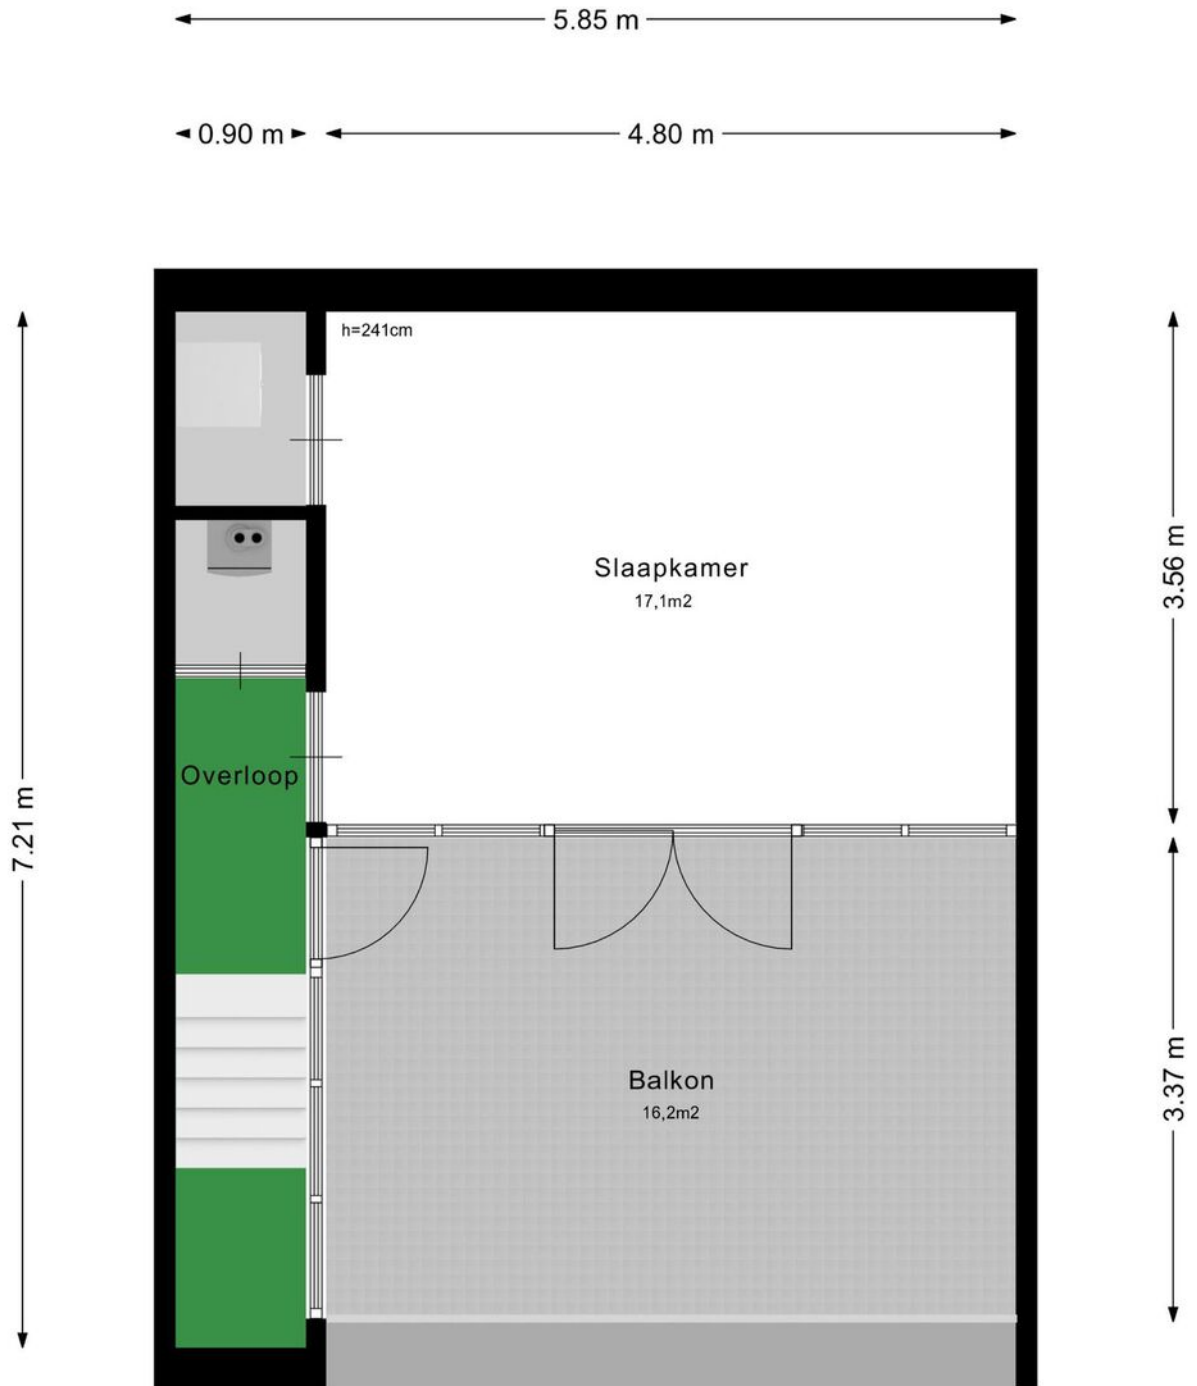 5.85 m
0.90 m
4.80 m
h=241cm
Slaapkamer
17,1m2
3.56 m
Overloop
7.21 m
Balkon
16,2m2
3.37 m